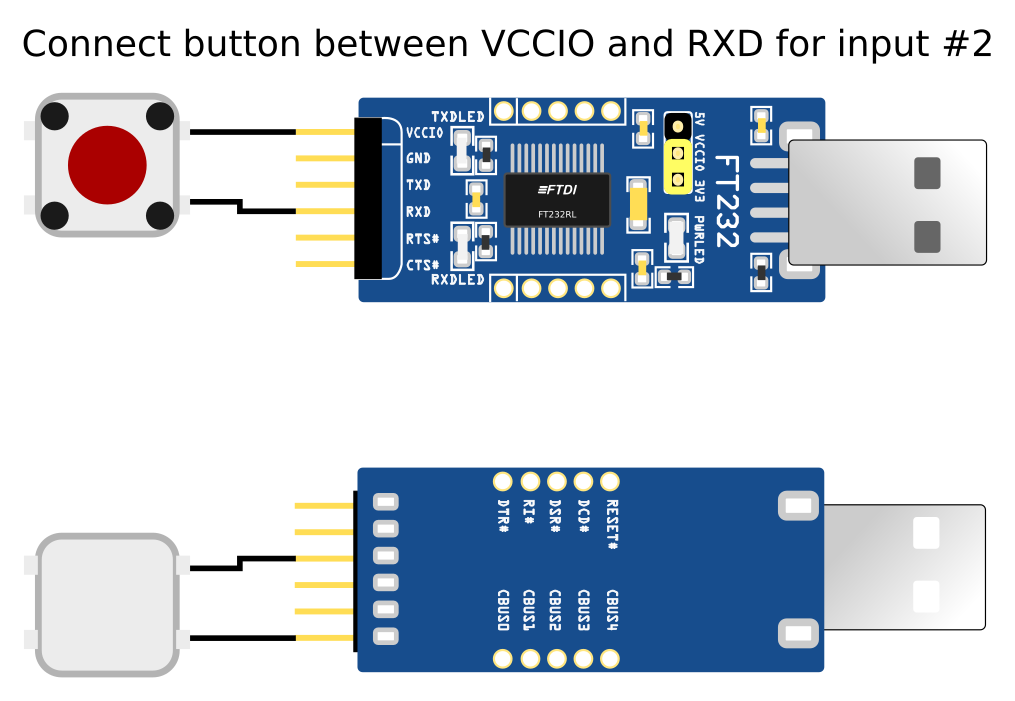 Connect button between VCCIO and RXD for input #2
TXDLED
VCCIO
GND
TXD
RXD
RTS#
CTS#
RXDLED
FTDI
FT232RL
5V VCCIO 3V3
PWRLED
FT232
DTR#
RI#
DSR#
DCD#
RESET#
CBUS0
CBUS1
CBUS2
CBUS3
CBUS4